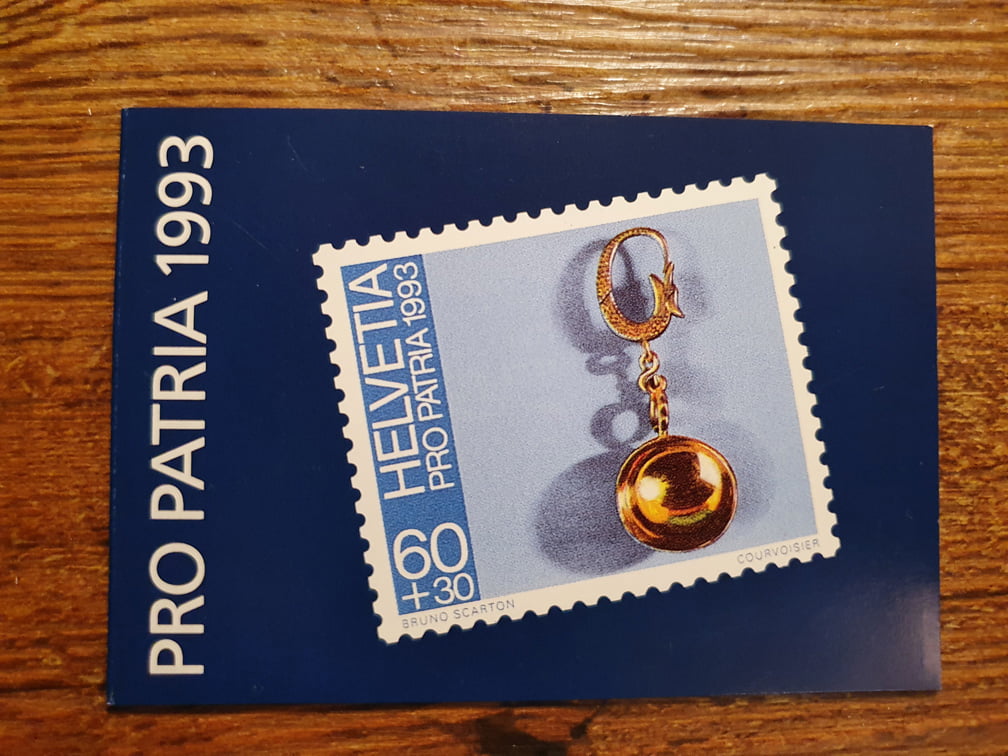 PRO PATRIA 1993
HELVETIA
PRO PATRIA 1993
60
+30
BRUNO SCARTON
COURVOISIER